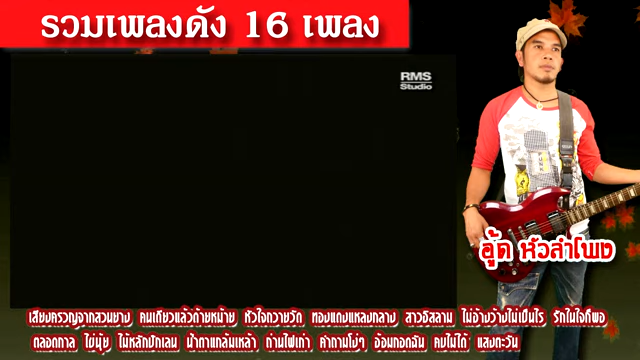 รวมเพลงดัง 16 เพลง
RMS
Studio
อู๊ด หัวลำโพง
เสียงครวญจากสวนยาง คนเดียวแล้วถ้ายหน้าย หัวใจถวายวัด ทองแดงแหลงกลาง สาวอิสลาม ไม่อ้างว้างไม่เป็นไร รักในใจก็พอ
ตลอดกาล ไข่นุ้ย ไม้หลักปักเลน น้ำตาแกล้มเหล้า ถ่านไฟเก่า คำถามโง่ๆ อ้อมกอดฉัน คบไม่ได้ แสงตะวัน